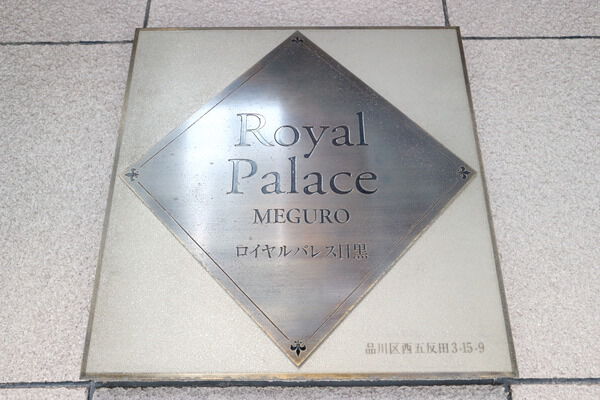 Royal
Palace
MEGURO
ロイヤルパレス目黒
品川区西五反田3-15-9